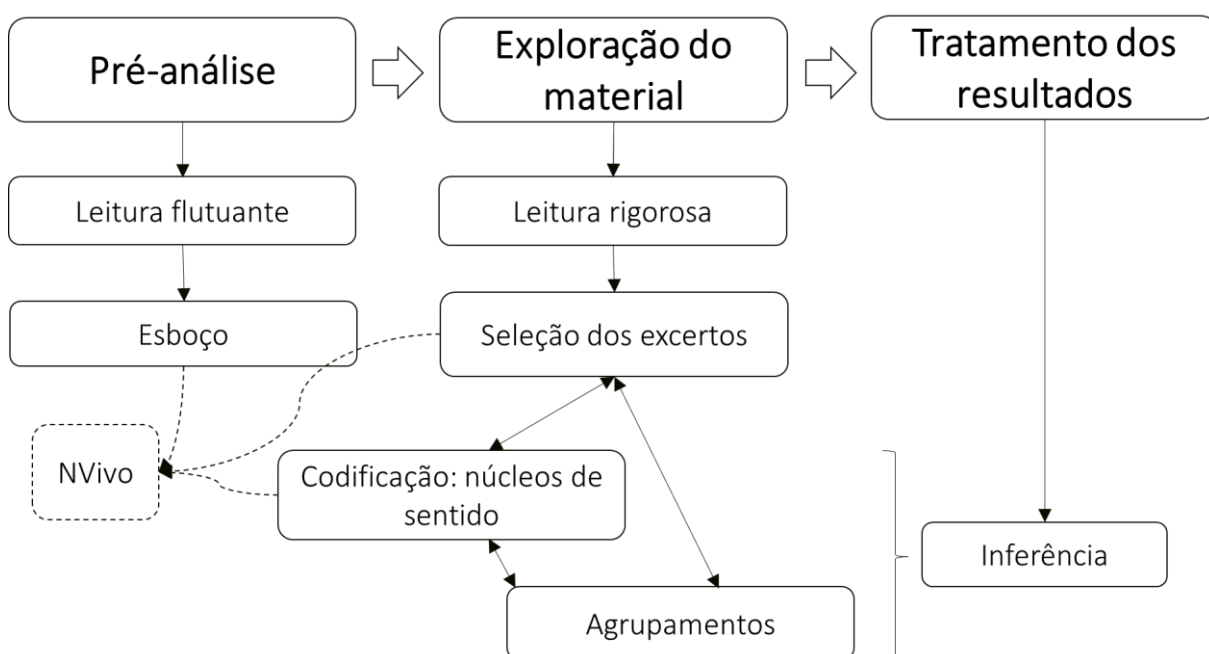 Pré-análise
Exploração do
material
Tratamento dos
resultados
Leitura flutuante
Leitura rigorosa
Esboço
Seleção dos excertos
NVivo
Codificação: núcleos de
sentido
Inferência
Agrupamentos